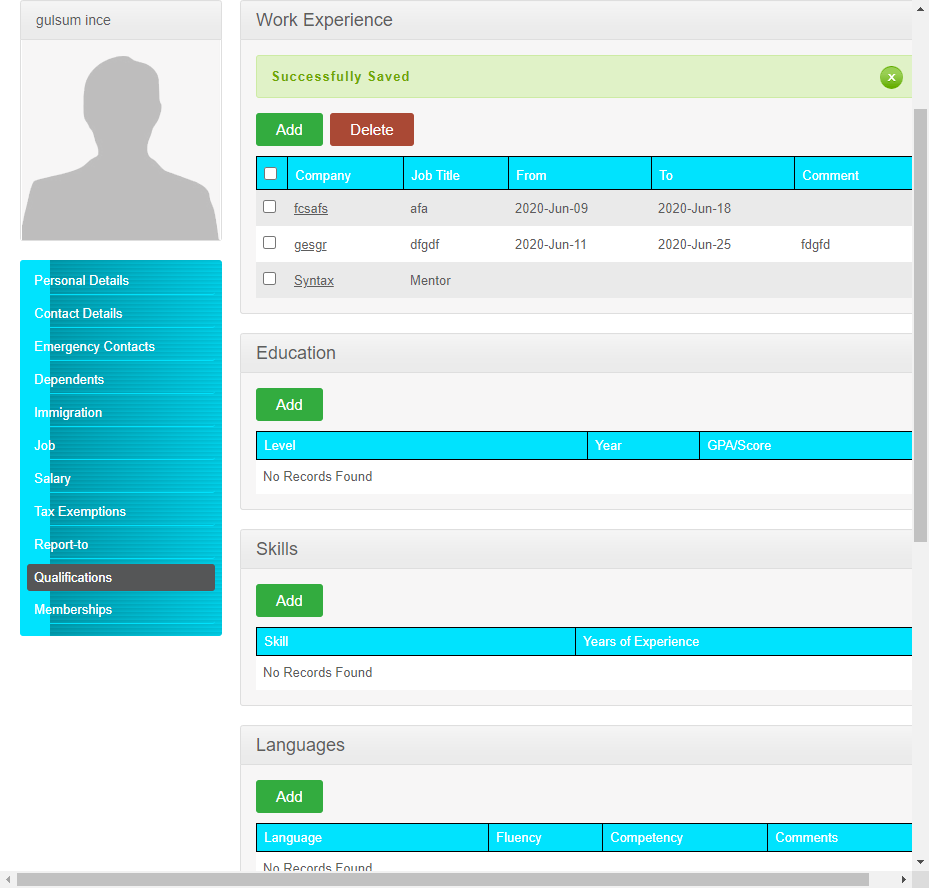 gulsum ince
Personal Details
Contact Details
Emergency Contacts
Dependents
Immigration
Job
Salary
Tax Exemptions
Report-to
Qualifications
Memberships
Work Experience
Successfully Saved
x
Add Delete
Company Job Title From To Comment
fcsafs afa 2020-Jun-09 2020-Jun-18
gesgr dfgdf 2020-Jun-11 2020-Jun-25 fdgfd
Syntax Mentor
Education
Add
Level Year GPA/Score
No Records Found
Skills
Add
Skill Years of Experience
No Records Found
Languages
Add
Language Fluency Competency Comments
No Records Found